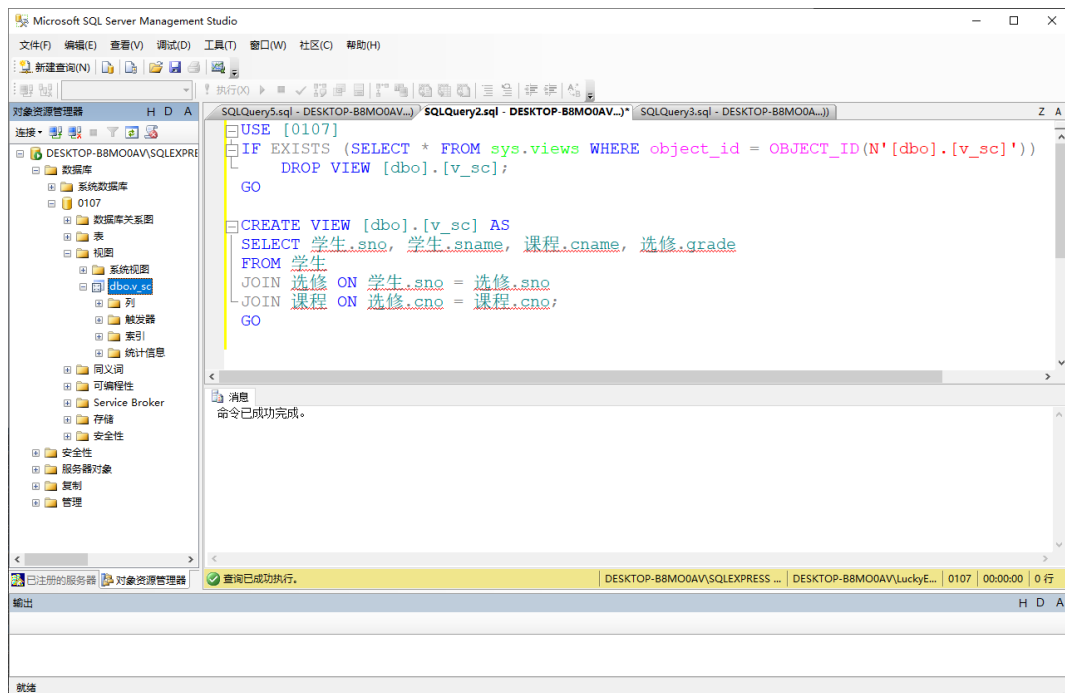 Microsoft SQL Server Management Studio
文件(F) 编辑(E) 查看(V) 调试(D) 工具(T) 窗口(W) 社区(C) 帮助(H)
新建查询(N)
执行(X)
对象资源管理器 H D A
连接
DESKTOP-B8MO0AV\SQLEXPRE
数据库
系统数据库
0107
数据库关系图
表
视图
系统视图
dbo.v_sc
列
触发器
索引
统计信息
同义词
可编程性
Service Broker
存储
安全性
安全性
服务器对象
复制
管理
已注册的服务器 对象资源管理器
SQLQuery5.sql - DESKTOP-B8MO0AV...) SQLQuery2.sql - DESKTOP-B8MO0AV...)* SQLQuery3.sql - DESKTOP-B8MO0A...)) Z A
USE [0107]
IF EXISTS (SELECT * FROM sys.views WHERE object_id = OBJECT_ID(N'[dbo].[v_sc]'))
DROP VIEW [dbo].[v_sc];
GO
CREATE VIEW [dbo].[v_sc] AS
SELECT 学生.sno, 学生.sname, 课程.cname, 选修.grade
FROM 学生
JOIN 选修 ON 学生.sno = 选修.sno
JOIN 课程 ON 选修.cno = 课程.cno;
GO
消息
命令已成功完成。
查询已成功执行。 DESKTOP-B8MO0AV\SQLEXPRESS ... DESKTOP-B8MO0AV\LuckyE... 0107 00:00:00 0 行
输出 H D A
就绪